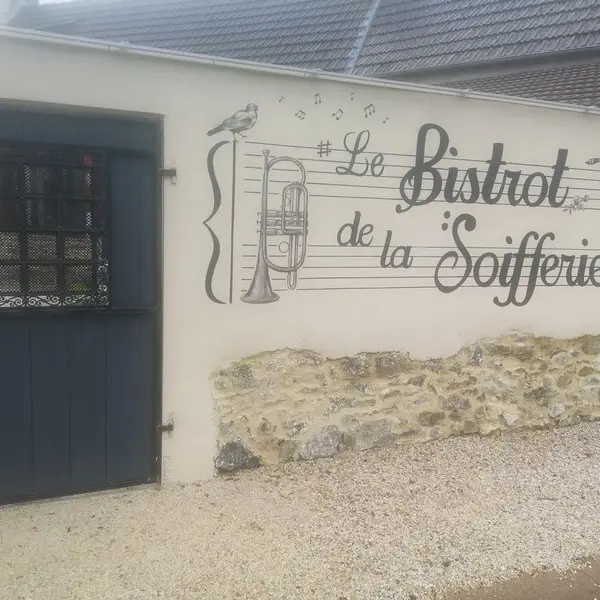 Le Bistrot
de la Soifferie